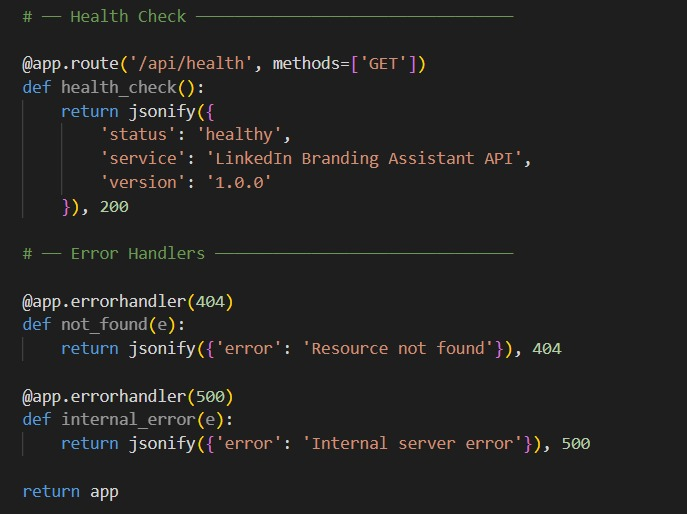 # —— Health Check —————————————————————————————————
@app.route('/api/health', methods=['GET'])
def health_check():
    return jsonify({
        'status': 'healthy',
        'service': 'LinkedIn Branding Assistant API',
        'version': '1.0.0'
    }), 200
# —— Error Handlers ———————————————————————————————
@app.errorhandler(404)
def not_found(e):
    return jsonify({'error': 'Resource not found'}), 404
@app.errorhandler(500)
def internal_error(e):
    return jsonify({'error': 'Internal server error'}), 500
return app